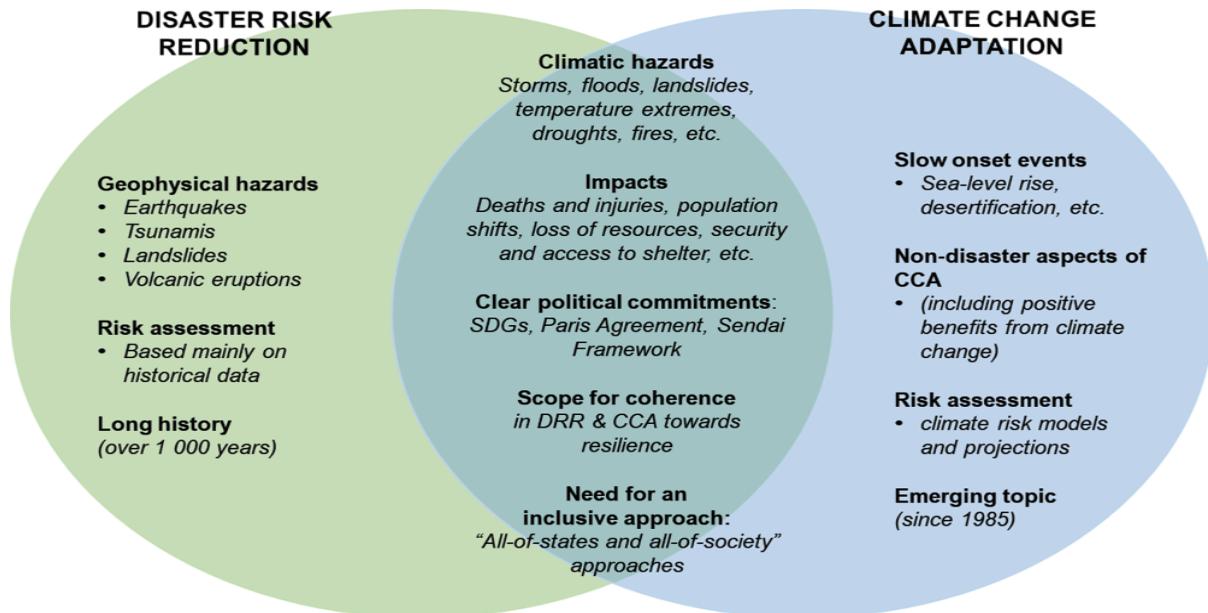 DISASTER RISK
REDUCTION
Geophysical hazards
• Earthquakes
• Tsunamis
• Landslides
• Volcanic eruptions
Risk assessment
• Based mainly on
historical data
Long history
(over 1 000 years)
Climatic hazards
Storms, floods, landslides,
temperature extremes,
droughts, fires, etc.
Impacts
Deaths and injuries, population
shifts, loss of resources, security
and access to shelter, etc.
Clear political commitments:
SDGs, Paris Agreement, Sendai
Framework
Scope for coherence
in DRR & CCA towards
resilience
Need for an
inclusive approach:
“All-of-states and all-of-society”
approaches
CLIMATE CHANGE
ADAPTATION
Slow onset events
• Sea-level rise,
desertification, etc.
Non-disaster aspects of
CCA
• (including positive
benefits from climate
change)
Risk assessment
• climate risk models
and projections
Emerging topic
(since 1985)